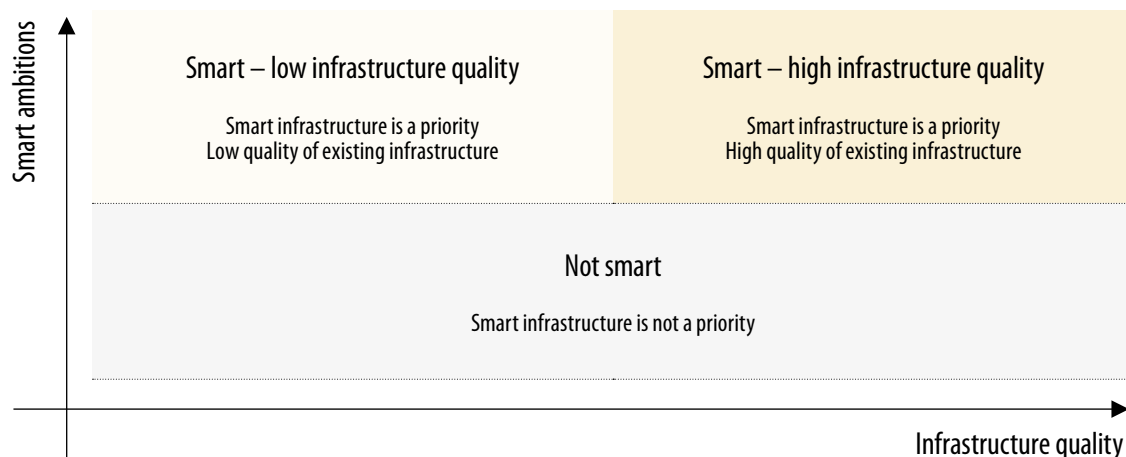 Smart ambitions
Smart – low infrastructure quality
Smart infrastructure is a priority
Low quality of existing infrastructure
Smart – high infrastructure quality
Smart infrastructure is a priority
High quality of existing infrastructure
Not smart
Smart infrastructure is not a priority
Infrastructure quality